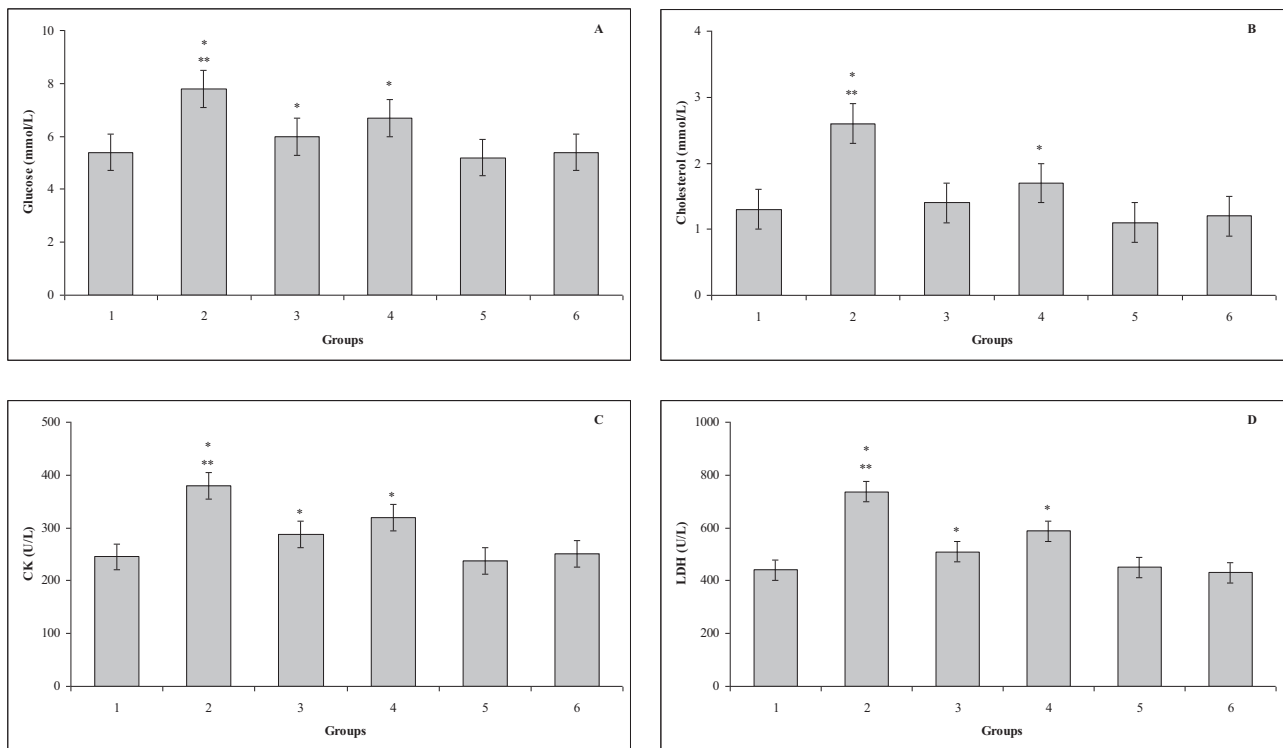 A
Glucose (mmol/L)
10
8
6
4
2
0
*
**
*
*
1 2 3 4 5 6
Groups
B
Cholesterol (mmol/L)
4
3
2
1
0
*
**
*
1 2 3 4 5 6
Groups
C
CK (U/L)
500
400
300
200
100
0
*
**
*
*
1 2 3 4 5 6
Groups
D
LDH (U/L)
1000
800
600
400
200
0
*
**
*
*
1 2 3 4 5 6
Groups